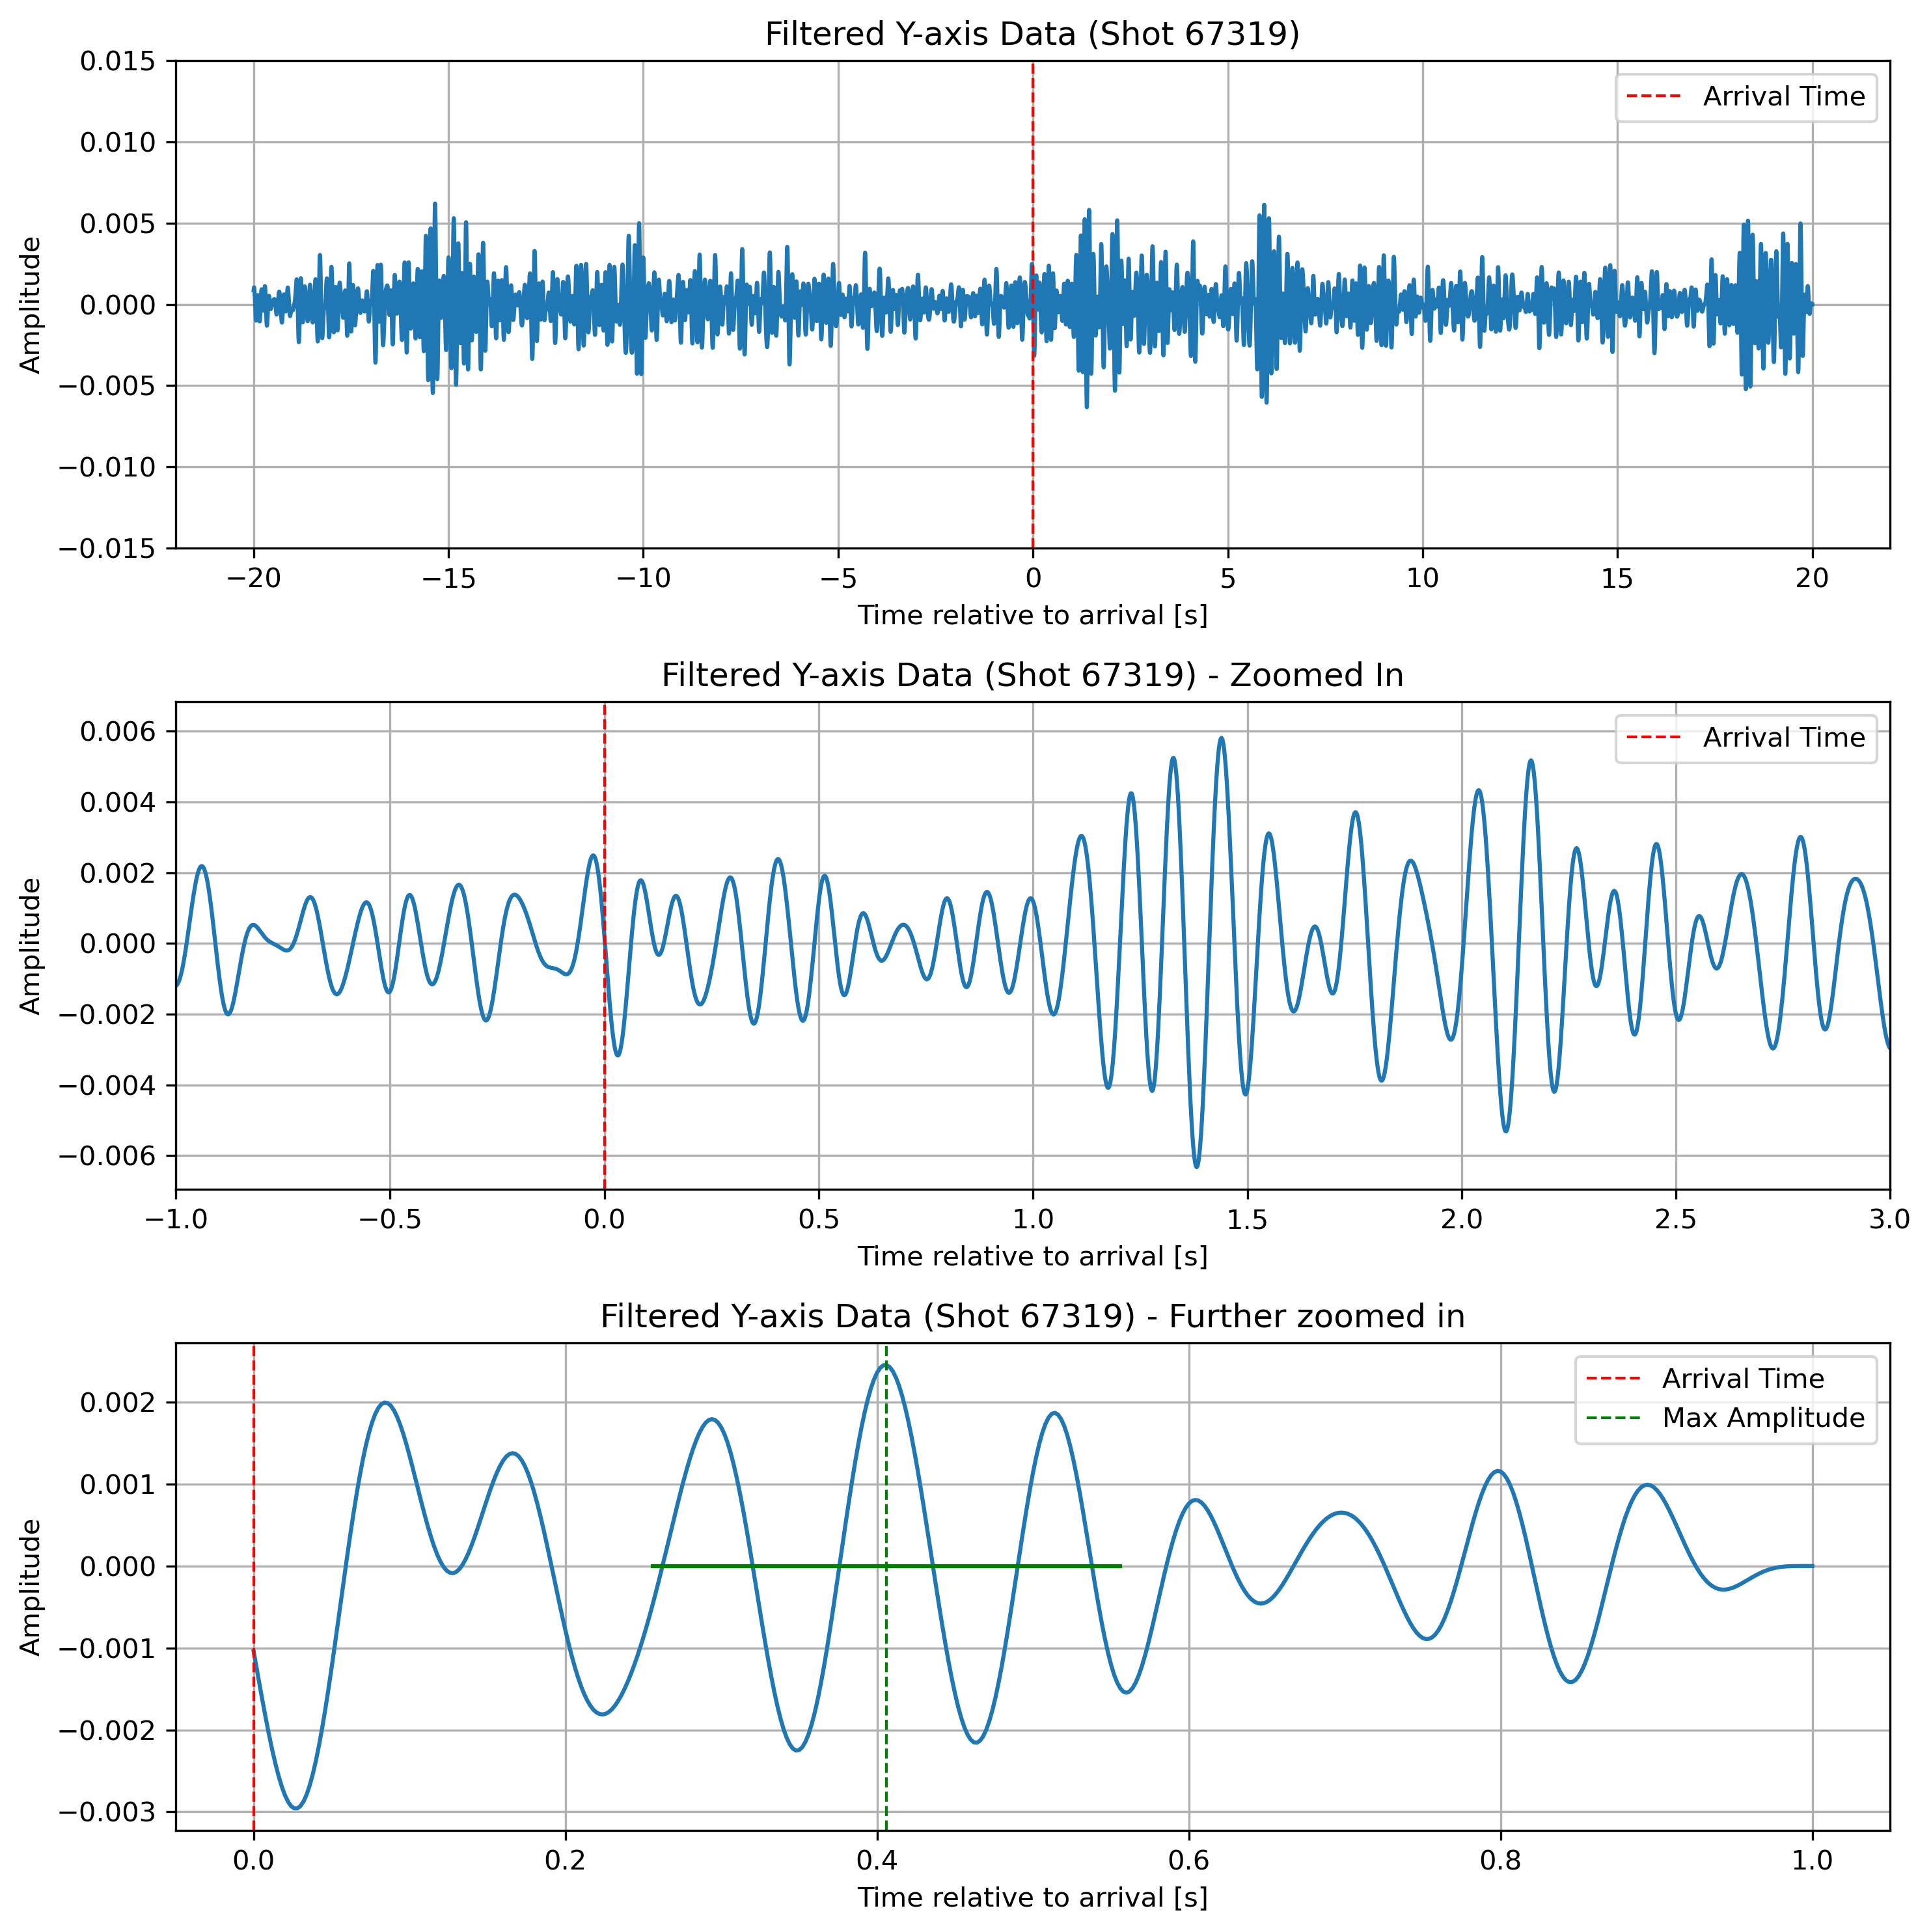 Filtered Y-axis Data (Shot 67319)
Amplitude
0.015
0.010
0.005
0.000
−0.005
−0.010
−0.015
Arrival Time
−20 −15 −10 −5 0 5 10 15 20
Time relative to arrival [s]
Filtered Y-axis Data (Shot 67319) - Zoomed In
Amplitude
0.006
0.004
0.002
0.000
−0.002
−0.004
−0.006
Arrival Time
−1.0 −0.5 0.0 0.5 1.0 1.5 2.0 2.5 3.0
Time relative to arrival [s]
Filtered Y-axis Data (Shot 67319) - Further zoomed in
Amplitude
0.002
0.001
0.000
−0.001
−0.002
−0.003
Arrival Time
Max Amplitude
0.0 0.2 0.4 0.6 0.8 1.0
Time relative to arrival [s]